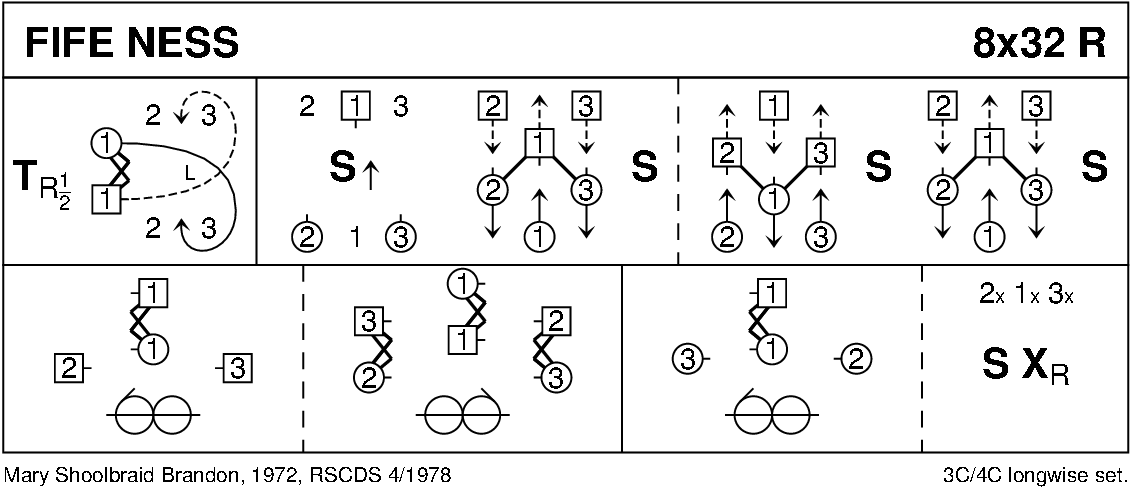 FIFE NESS 8x32 R
2 3 2 1 3 2 3 1 2 3
1 1 2 3 1
T R½ L S S S S
1 2 3 1 2 3
2 3 2 1 3 1 2 3 1
1 1 1 2x 1x 3x
2 1 3 3 1 2 2 3 3 1 2 S XR
Mary Shoolbraid Brandon, 1972, RSCDS 4/1978 3C/4C longwise set.